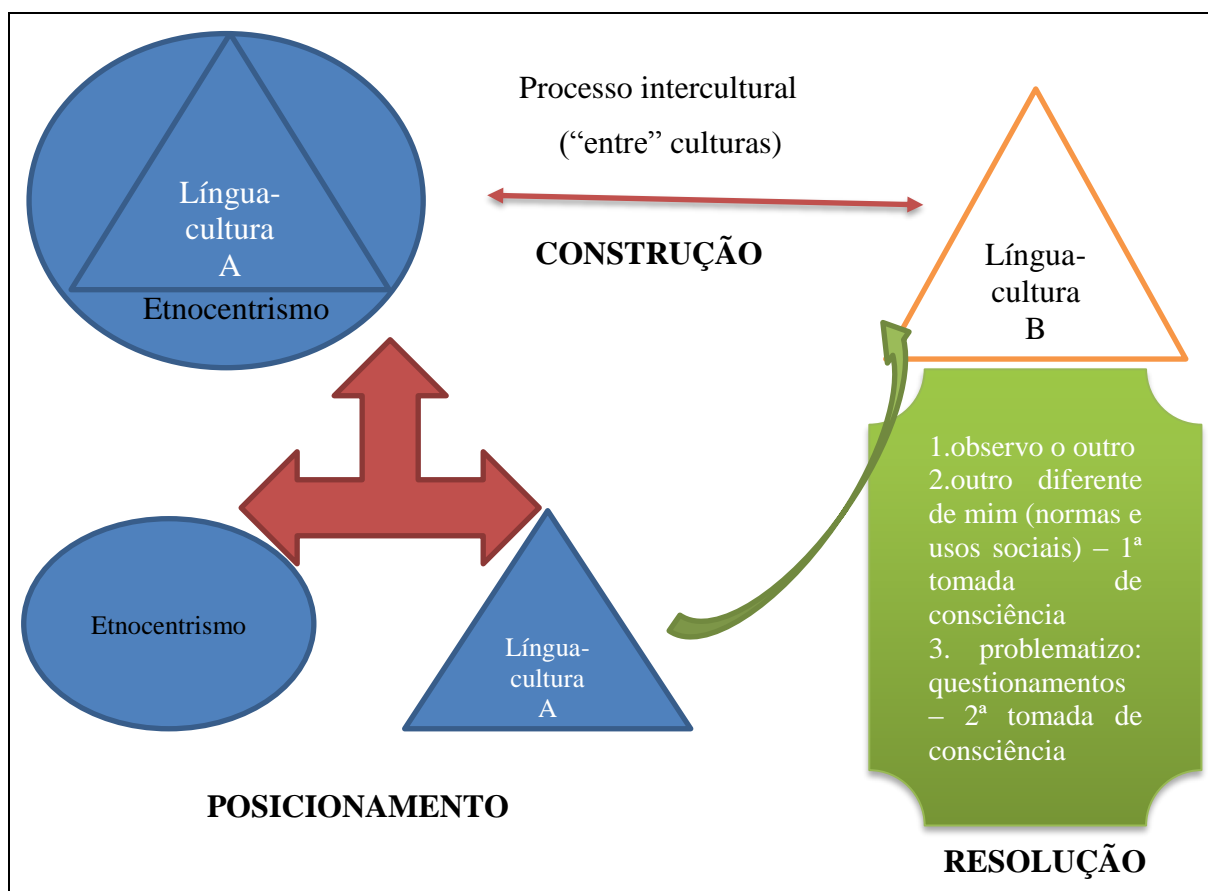 Processo intercultural
(“entre” culturas)
Língua-
cultura
A
Etnocentrismo
CONSTRUÇÃO
Língua-
cultura
B
1.observo o outro
2.outro diferente
de mim (normas e
usos sociais) – 1ª
tomada de
consciência
3. problematizo:
questionamentos
– 2ª tomada de
consciência
Etnocentrismo
Língua-
cultura
A
POSICIONAMENTO
RESOLUÇÃO